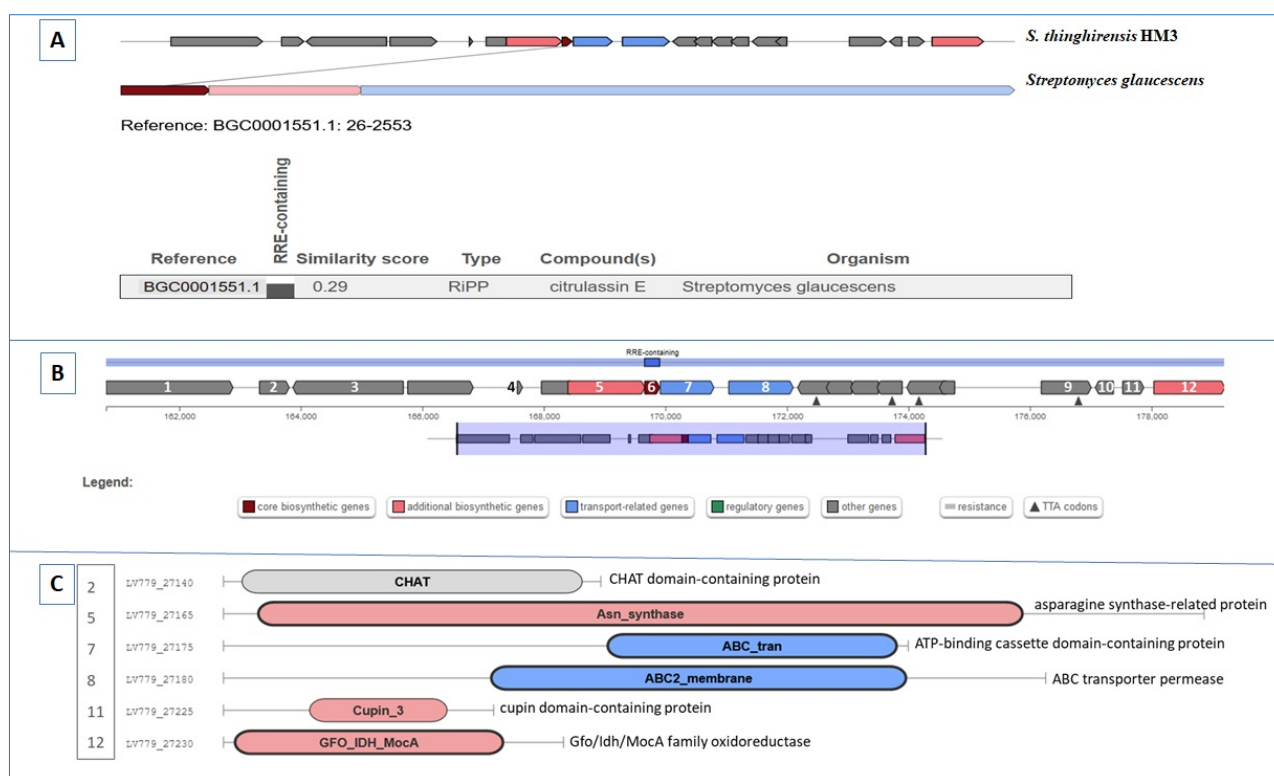 A
S. thinghirensis HM3
Streptomyces glaucescens
Reference: BGC0001551.1: 26-2553
RRE-containing
Reference Similarity score Type Compound(s) Organism
BGC0001551.1 0.29 RiPP citrulassin E Streptomyces glaucescens
B
RRE-containing
1 2 3 4 5 6 7 8 9 10 11 12
162,000 164,000 166,000 168,000 170,000 172,000 174,000 176,000 178,000
Legend:
core biosynthetic genes additional biosynthetic genes transport-related genes regulatory genes other genes resistance TTA codons
C
2 LV779_27140 CHAT CHAT domain-containing protein
5 LV779_27165 Asn_synthase asparagine synthase-related protein
7 LV779_27175 ABC_tran ATP-binding cassette domain-containing protein
8 LV779_27180 ABC2_membrane ABC transporter permease
11 LV779_27225 Cupin_3 cupin domain-containing protein
12 LV779_27230 GFO_IDH_MocA Gfo/Idh/MocA family oxidoreductase